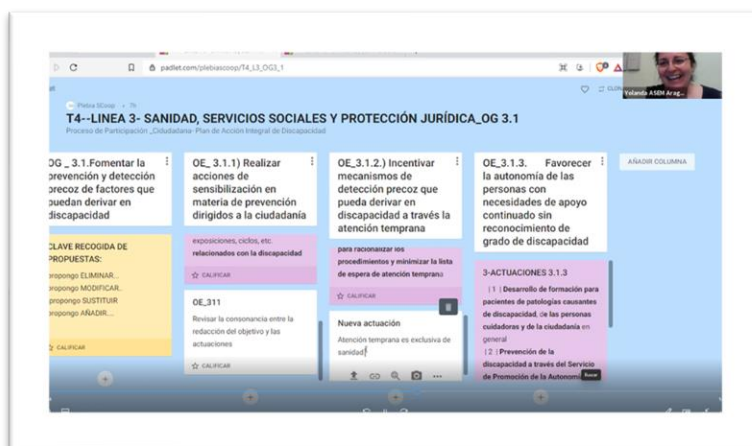 padlet.com/plebiascoop/T4_L3_OG3_1
Yolanda ASEM Arag...
Plebia SCoop • 7h
T4--LINEA 3- SANIDAD, SERVICIOS SOCIALES Y PROTECCIÓN JURÍDICA_OG 3.1
Proceso de Participación _Cidudadana- Plan de Acción Integral de Discapacidad
OG _ 3.1.Fomentar la
prevención y detección
precoz de factores que
puedan derivar en
discapacidad
CLAVE RECOGIDA DE
PROPUESTAS:
propongo ELIMINAR...
propongo MODIFICAR..
propongo SUSTITUIR
propongo AÑADIR....
CALIFICAR
OE_3.1.1) Realizar
acciones de
sensibilización en
materia de prevención
dirigidos a la ciudadanía
exposiciones, ciclos, etc.
relacionados con la discapacidad
CALIFICAR
OE_311
Revisar la consonancia entre la
redacción del objetivo y las
actuaciones
CALIFICAR
OE_3.1.2.) Incentivar
mecanismos de
detección precoz que
pueda derivar en
discapacidad a través la
atención temprana
para racionanzar los
procedimientos y minimizar la lista
de espera de atención temprana
CALIFICAR
Nueva actuación
Atención temprana es exclusiva de
sanidad
OE_3.1.3. Favorecer
la autonomía de las
personas con
necesidades de apoyo
continuado sin
reconocimiento de
grado de discapacidad
3-ACTUACIONES 3.1.3
|1 | Desarrollo de formación para
pacientes de patologías causantes
de discapacidad, de las personas
cuidadoras y de la ciudadanía en
general
|2 | Prevención de la
discapacidad a través del Servicio
de Promoción de la Autonomí
AÑADIR COLUMNA